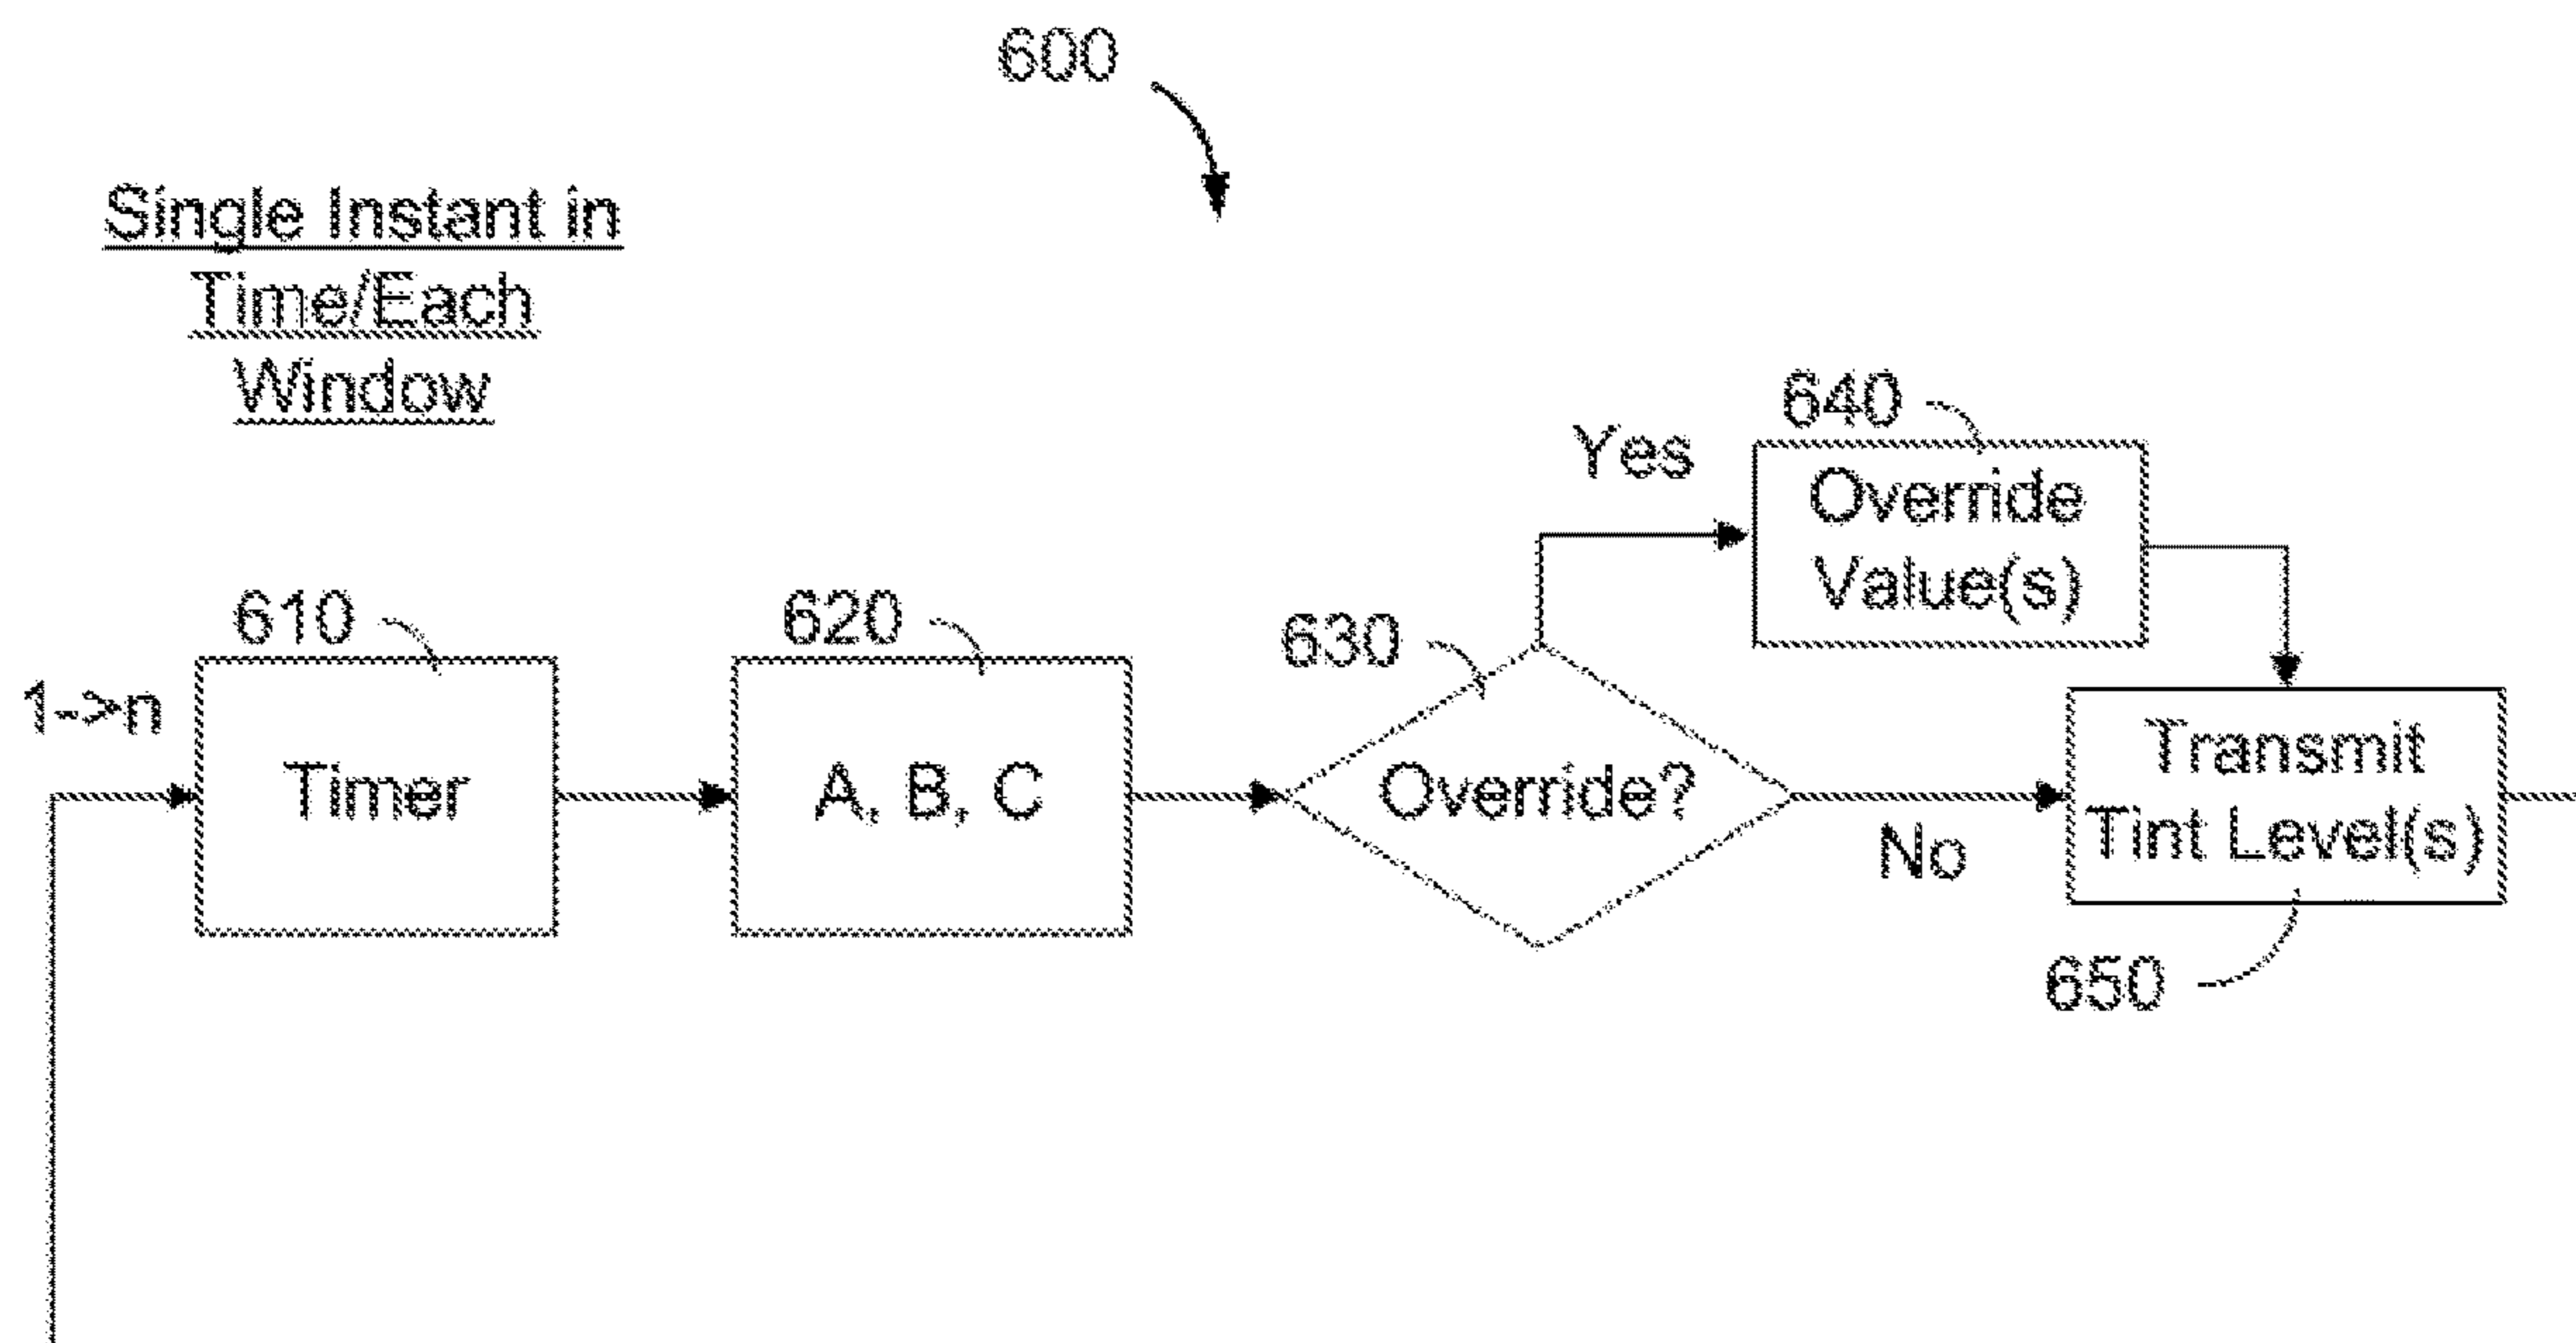 600
Single Instant in
Time/Each
Window
640
Yes
Override
Value(s)
610
620
630
1->n
Timer
A, B, C
Override?
Transmit
Tint Level(s)
No
650